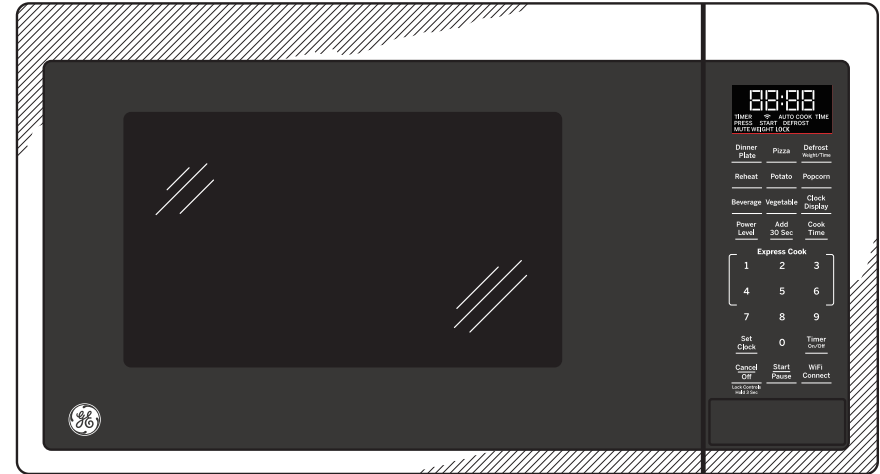 88:88
TIMER AUTO COOK TIME
PRESS START DEFROST
MUTE WEIGHT LOCK
Dinner Plate
Pizza
Defrost
Weight/Time
Reheat
Potato
Popcorn
Beverage
Vegetable
Clock Display
Power Level
Add 30 Sec
Cook Time
Express Cook
1 2 3
4 5 6
7 8 9
Set Clock
0
Timer
On/Off
Cancel
Off
Start
Pause
WiFi Connect
Lock Controls
Hold 3 Sec
GE